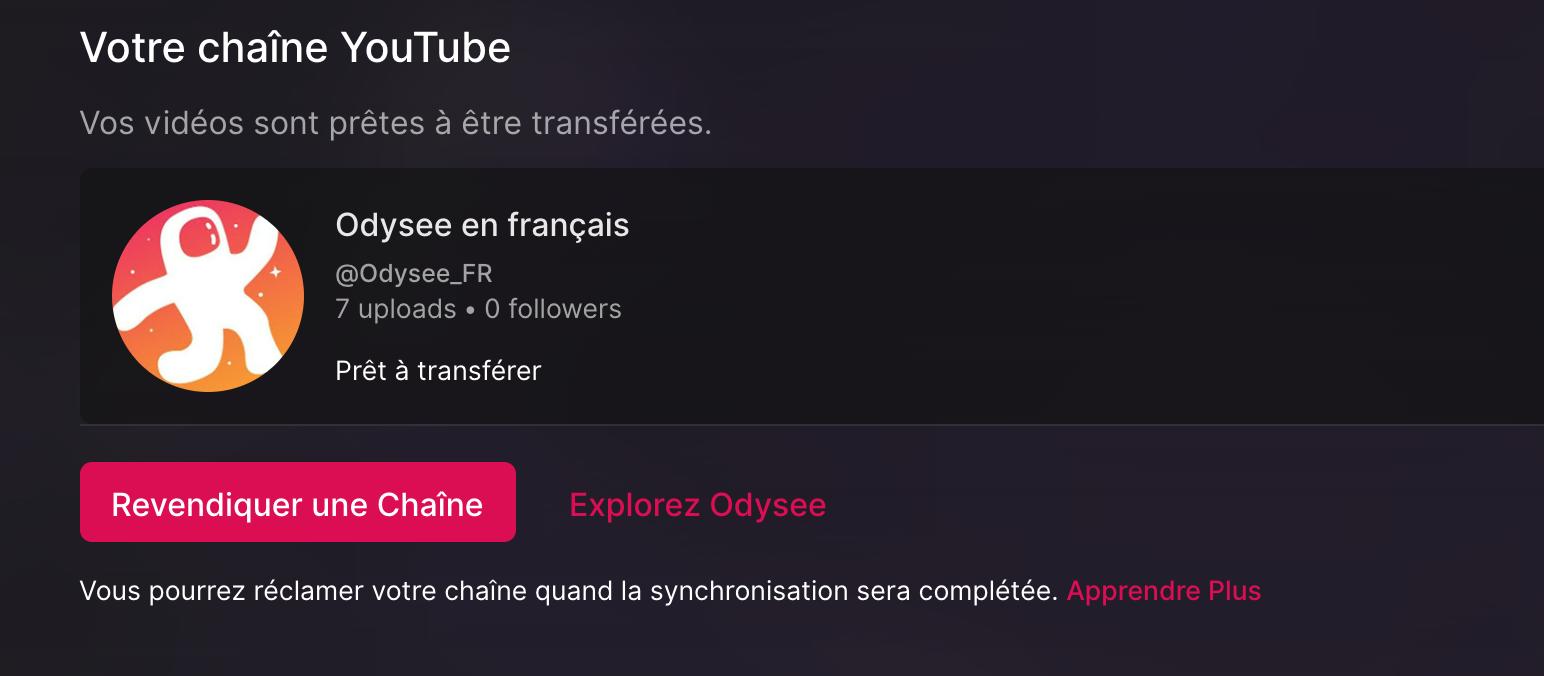 Votre chaîne YouTube
Vos vidéos sont prêtes à être transférées.
Odysee en français
@Odysee_FR
7 uploads • 0 followers
Prêt à transférer
Revendiquer une Chaîne
Explorez Odysee
Vous pourrez réclamer votre chaîne quand la synchronisation sera complétée. Apprendre Plus